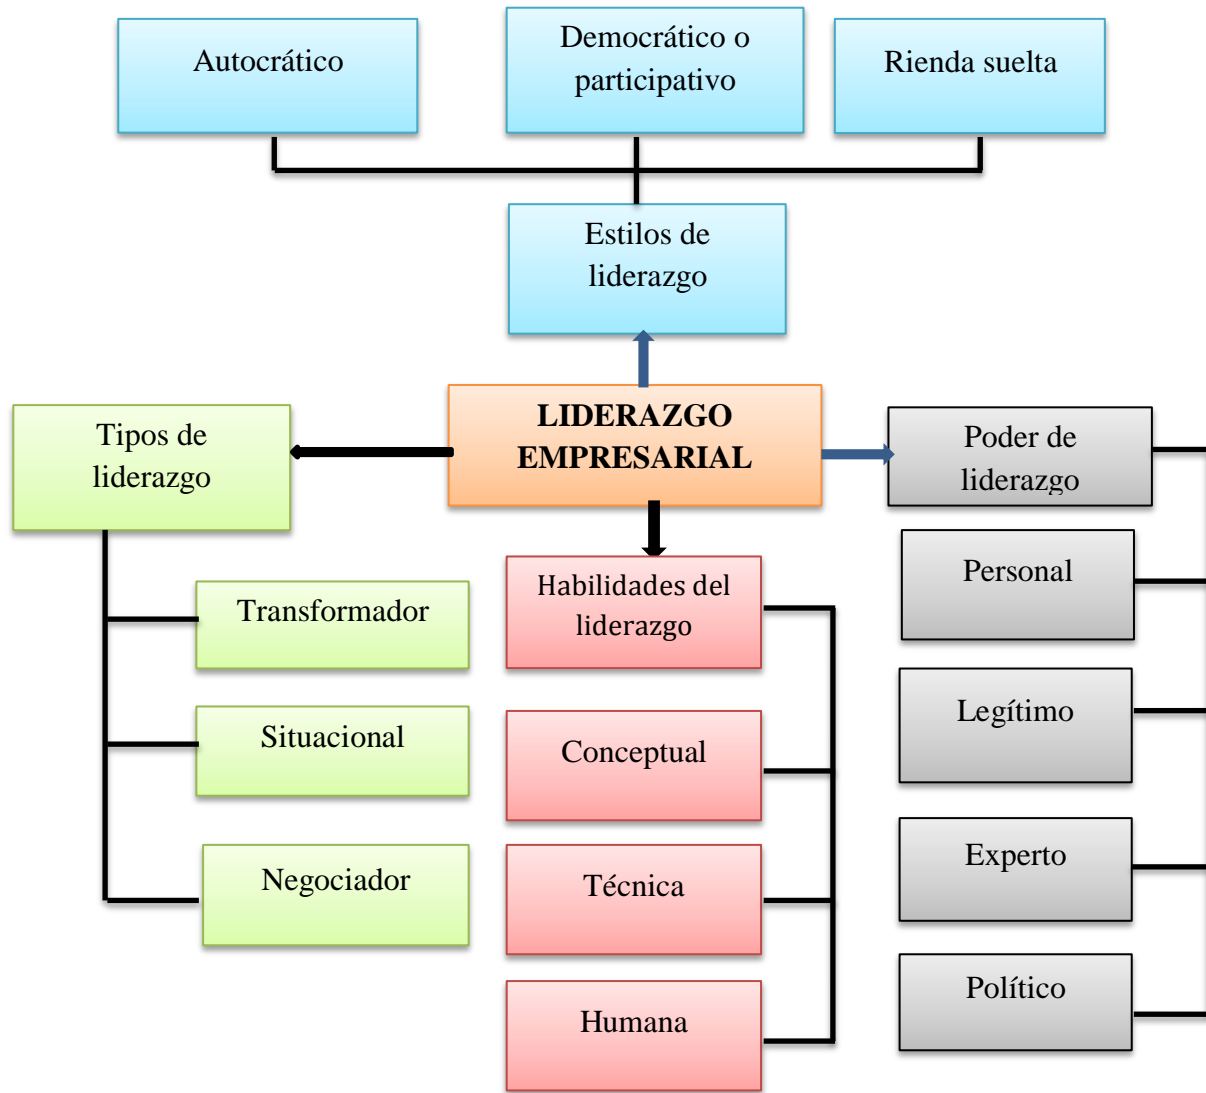 Autocrático
Democrático o
participativo
Rienda suelta
Estilos de
liderazgo
LIDERAZGO
EMPRESARIAL
Tipos de
liderazgo
Transformador
Situacional
Negociador
Habilidades del
liderazgo
Conceptual
Técnica
Humana
Poder de
liderazgo
Personal
Legítimo
Experto
Político